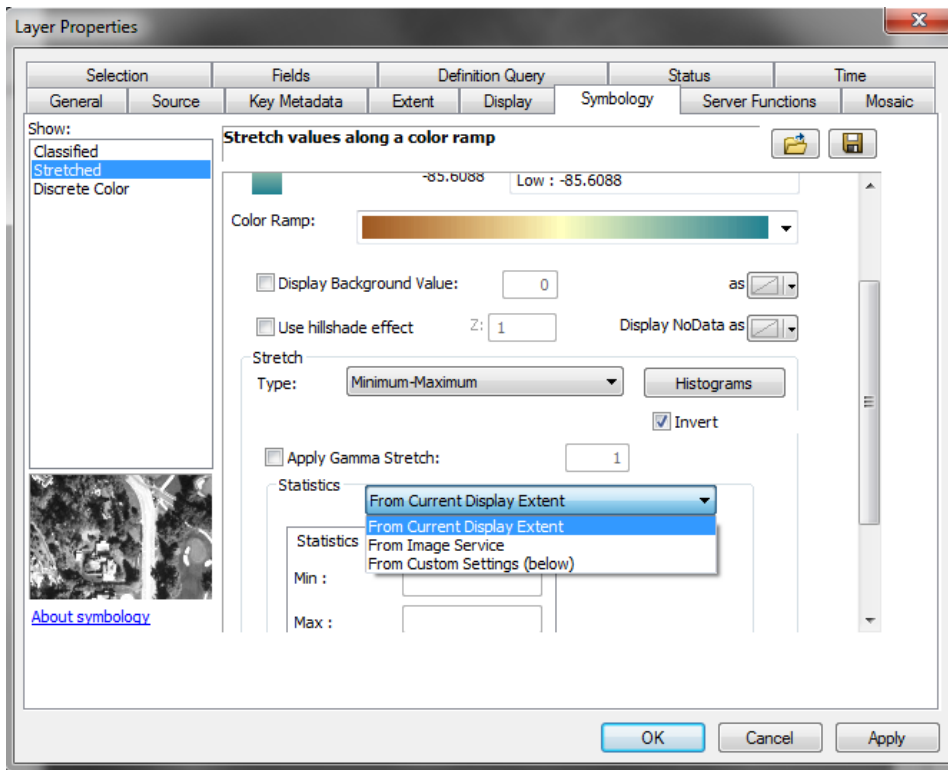 Layer Properties
Selection Fields Definition Query Status Time
General Source Key Metadata Extent Display Symbology Server Functions Mosaic
Show:
Classified
Stretched
Discrete Color
About symbology
Stretch values along a color ramp
-85.6088 Low : -85.6088
Color Ramp:
Display Background Value: 0 as
Use hillshade effect Z: 1 Display NoData as
Stretch
Type: Minimum-Maximum Histograms
Invert
Apply Gamma Stretch: 1
Statistics From Current Display Extent
From Current Display Extent
From Image Service
From Custom Settings (below)
Statistics
Min :
Max :
OK Cancel Apply